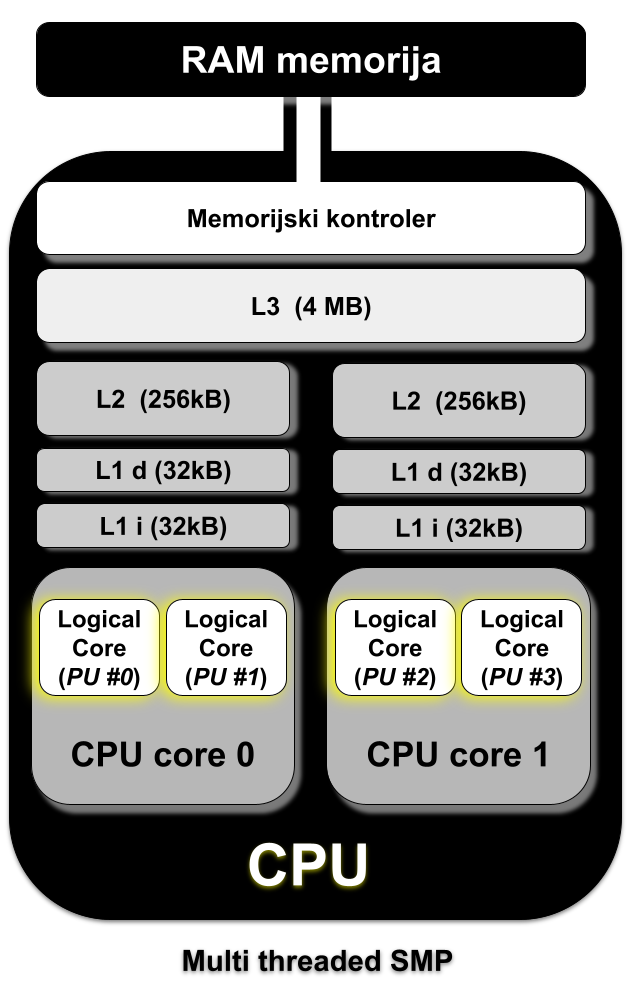 RAM memorija
Memorijski kontroler
L3 (4 MB)
L2 (256kB)
L2 (256kB)
L1 d (32kB)
L1 d (32kB)
L1 i (32kB)
L1 i (32kB)
Logical
Core
(PU #0)
Logical
Core
(PU #1)
Logical
Core
(PU #2)
Logical
Core
(PU #3)
CPU core 0
CPU core 1
CPU
Multi threaded SMP